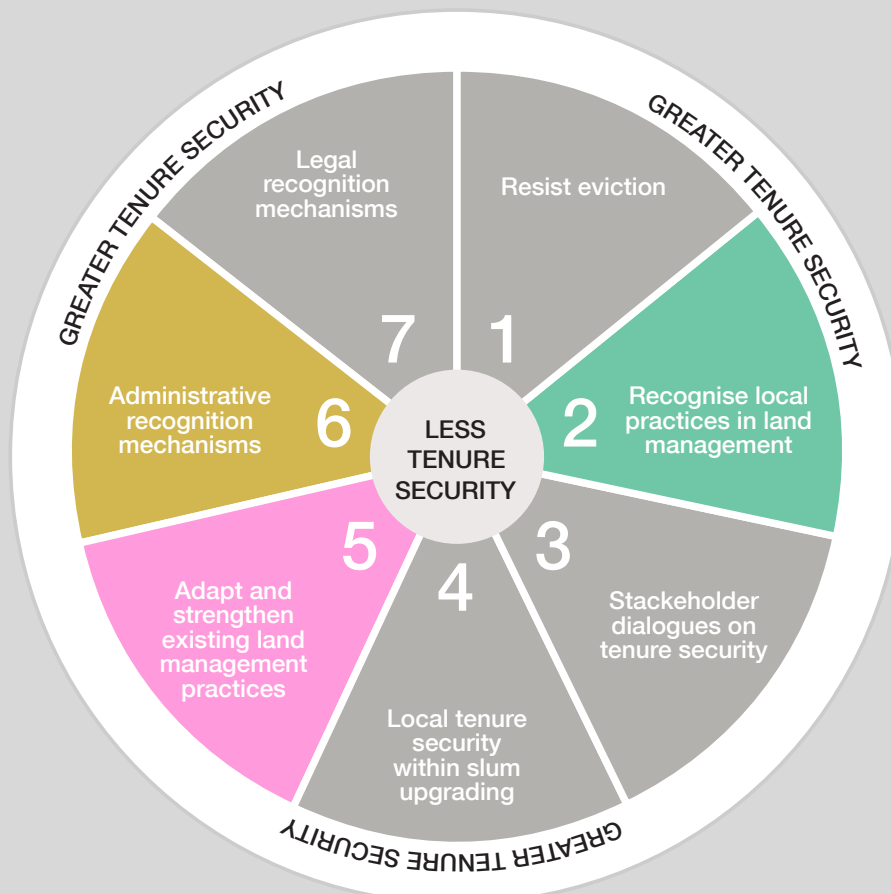 GREATER TENURE SECURITY
GREATER TENURE SECURITY
Legal
recognition
mechanisms
7
Resist eviction
1
Administrative
recognition
mechanisms
6
LESS
TENURE
SECURITY
2
Recognise local
practices in land
management
5
Adapt and
strengthen
existing land
management
practices
4
Local tenure
security
within slum
upgrading
3
Stackeholder
dialogues on
tenure security
GREATER TENURE SECURITY